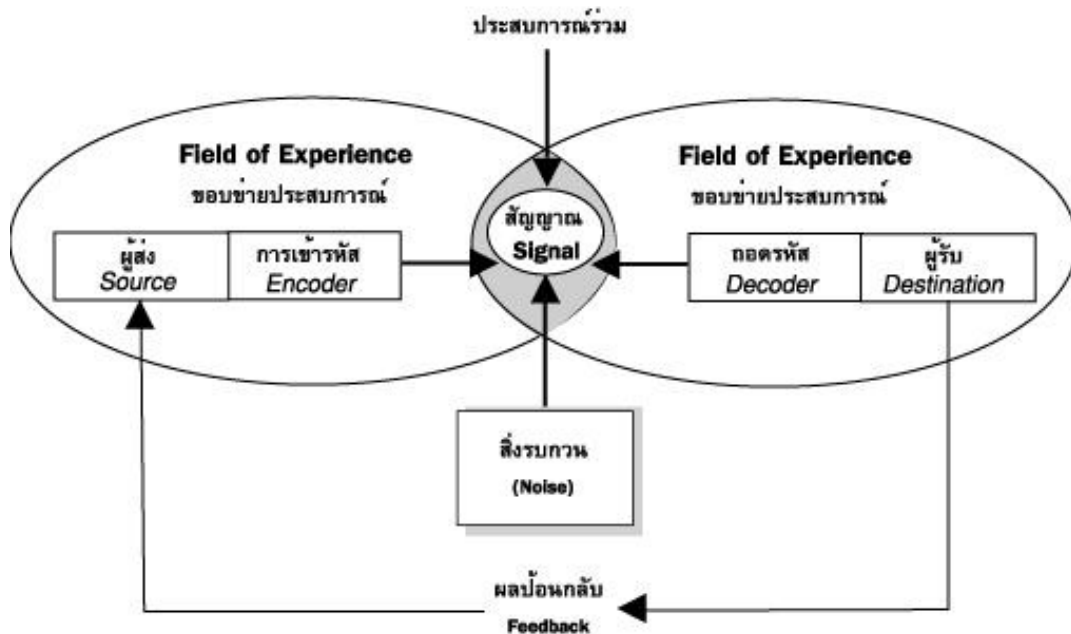 ประสบการณ์ร่วม
Field of Experience
ขอบข่ายประสบการณ์
Field of Experience
ขอบข่ายประสบการณ์
ผู้ส่ง
Source
การเข้ารหัส
Encoder
สัญญาณ
Signal
ถอดรหัส
Decoder
ผู้รับ
Destination
สิ่งรบกวน
(Noise)
ผลป้อนกลับ
Feedback